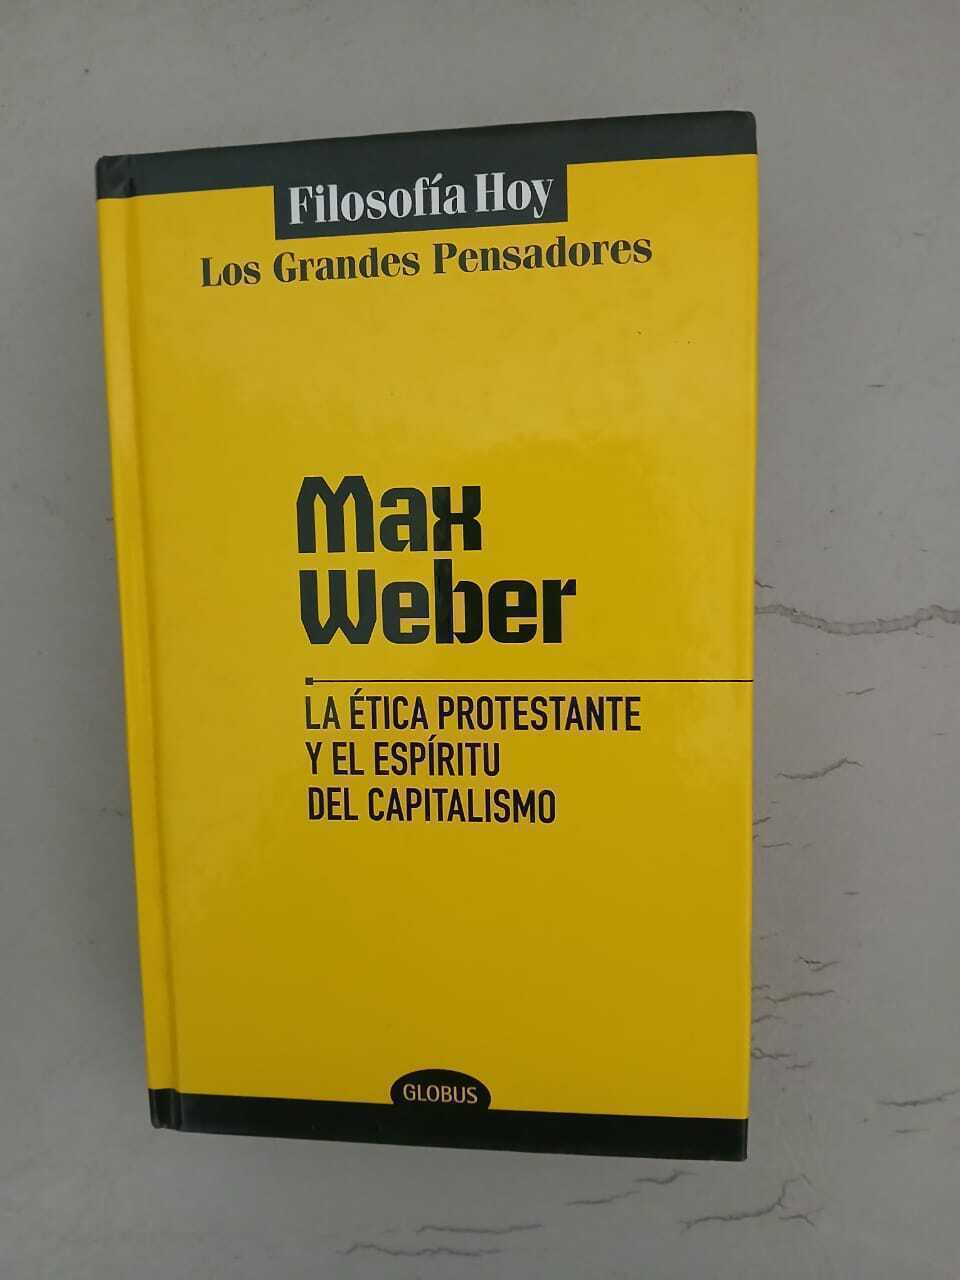 Filosofía Hoy
Los Grandes Pensadores
Max
Weber
LA ÉTICA PROTESTANTE
Y EL ESPÍRITU
DEL CAPITALISMO
GLOBUS